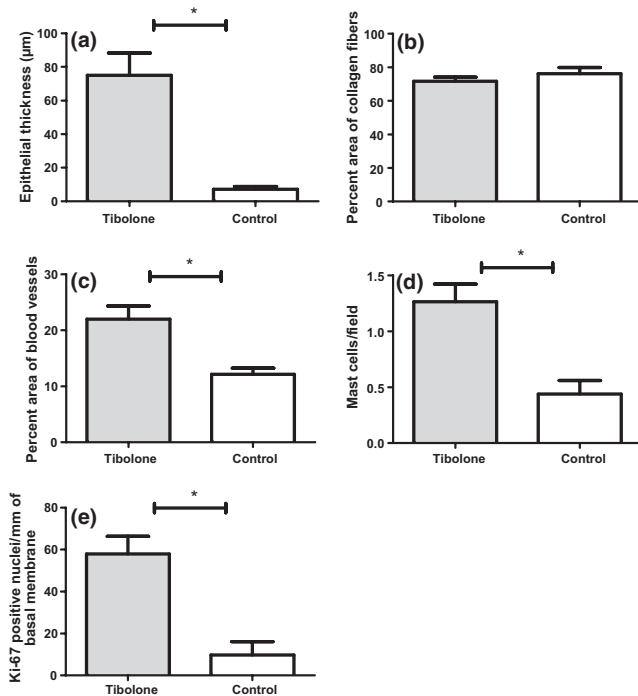 *
(a)
Epithelial thickness (µm)
100
80
60
40
20
0
Tibolone Control
(b)
Percent area of collagen fibers
100
80
60
40
20
0
Tibolone Control
*
(c)
Percent area of blood vessels
30
20
10
0
Tibolone Control
*
(d)
Mast cells/field
1.5
1.0
0.5
0.0
Tibolone Control
*
(e)
Ki-67 positive nuclei/mm of
basal membrane
80
60
40
20
0
Tibolone Control